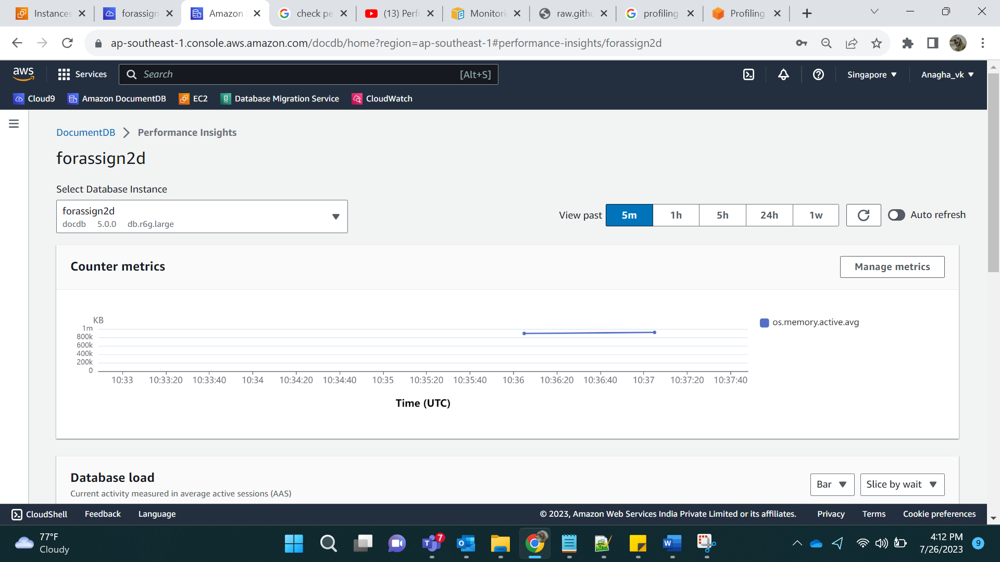 Instances
forassign
Amazon
check pe
(13) Perfo
Monitori
raw.githu
profiling
Profiling
ap-southeast-1.console.aws.amazon.com/docdb/home?region=ap-southeast-1#performance-insights/forassign2d
aws
Services
Search
[Alt+S]
Singapore
Anagha_vk
Cloud9
Amazon DocumentDB
EC2
Database Migration Service
CloudWatch
DocumentDB
Performance Insights
forassign2d
Select Database Instance
forassign2d
docdb 5.0.0 db.r6g.large
View past
5m
1h
5h
24h
1w
Auto refresh
Counter metrics
Manage metrics
KB
1m
800k
600k
400k
200k
0
os.memory.active.avg
10:33 10:33:20 10:33:40 10:34 10:34:20 10:34:40 10:35 10:35:20 10:35:40 10:36 10:36:20 10:36:40 10:37 10:37:20 10:37:40
Time (UTC)
Database load
Current activity measured in average active sessions (AAS)
Bar
Slice by wait
CloudShell
Feedback
Language
© 2023, Amazon Web Services India Private Limited or its affiliates.
Privacy
Terms
Cookie preferences
77°F
Cloudy
7
4:12 PM
7/26/2023
9